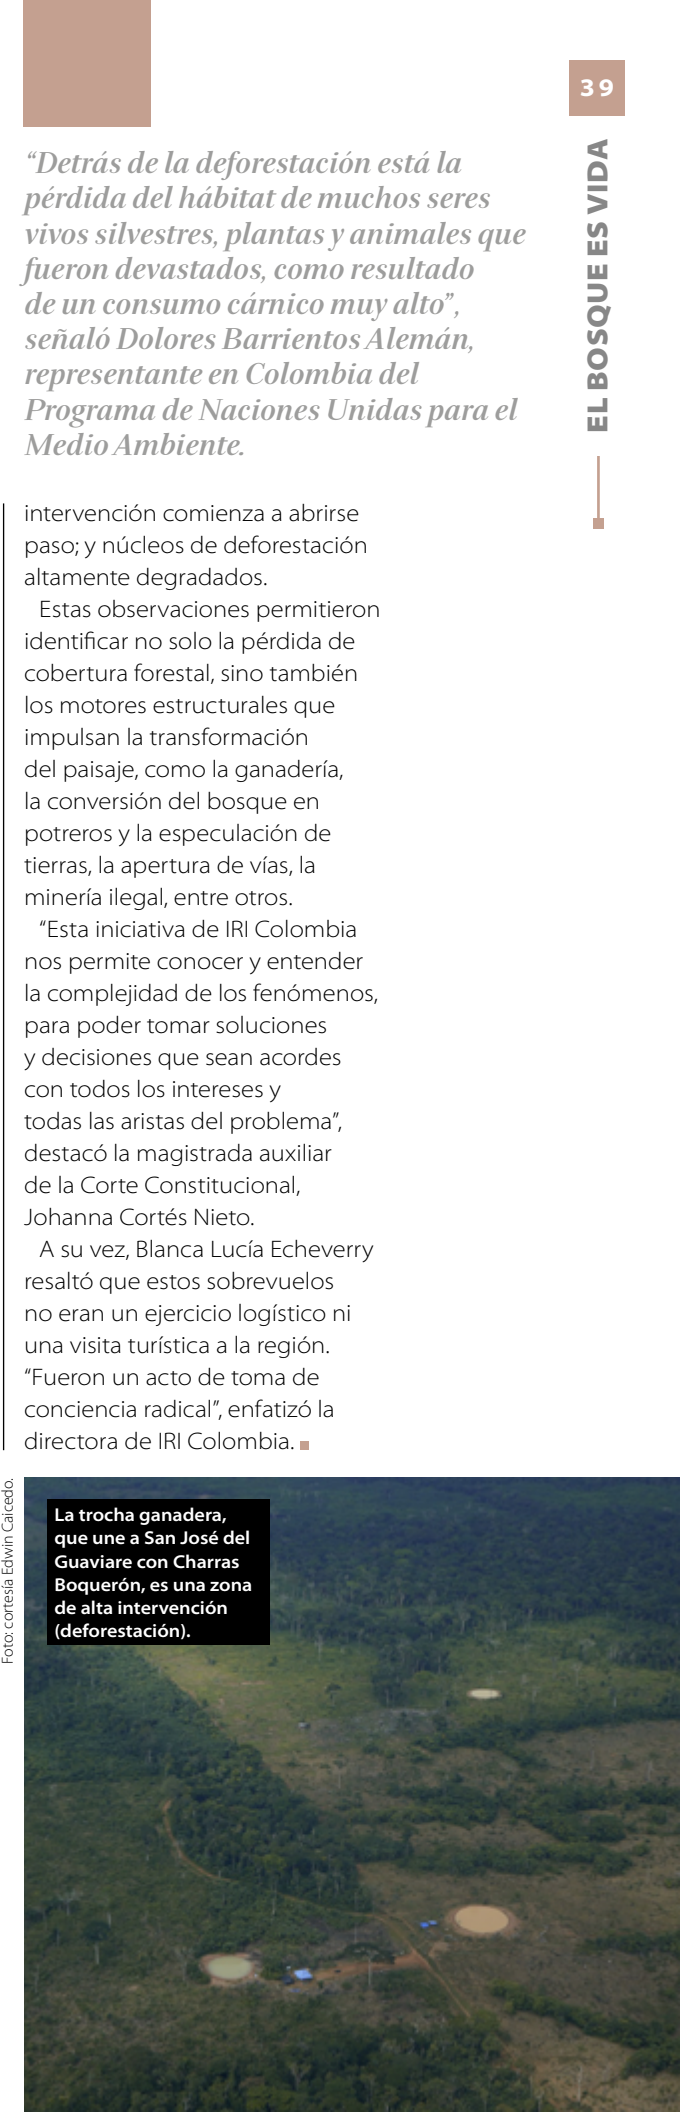 39
EL BOSQUE ES VIDA
“Detrás de la deforestación está la
pérdida del hábitat de muchos seres
vivos silvestres, plantas y animales que
fueron devastados, como resultado
de un consumo cárnico muy alto”,
señaló Dolores Barrientos Alemán,
representante en Colombia del
Programa de Naciones Unidas para el
Medio Ambiente.
intervención comienza a abrirse
paso; y núcleos de deforestación
altamente degradados.
Estas observaciones permitieron
identificar no solo la pérdida de
cobertura forestal, sino también
los motores estructurales que
impulsan la transformación
del paisaje, como la ganadería,
la conversión del bosque en
potreros y la especulación de
tierras, la apertura de vías, la
minería ilegal, entre otros.
“Esta iniciativa de IRI Colombia
nos permite conocer y entender
la complejidad de los fenómenos,
para poder tomar soluciones
y decisiones que sean acordes
con todos los intereses y
todas las aristas del problema”,
destacó la magistrada auxiliar
de la Corte Constitucional,
Johanna Cortés Nieto.
A su vez, Blanca Lucía Echeverry
resaltó que estos sobrevuelos
no eran un ejercicio logístico ni
una visita turística a la región.
“Fueron un acto de toma de
conciencia radical”, enfatizó la
directora de IRI Colombia.
Foto: cortesía Edwin Caicedo.
La trocha ganadera,
que une a San José del
Guaviare con Charras
Boquerón, es una zona
de alta intervención
(deforestación).